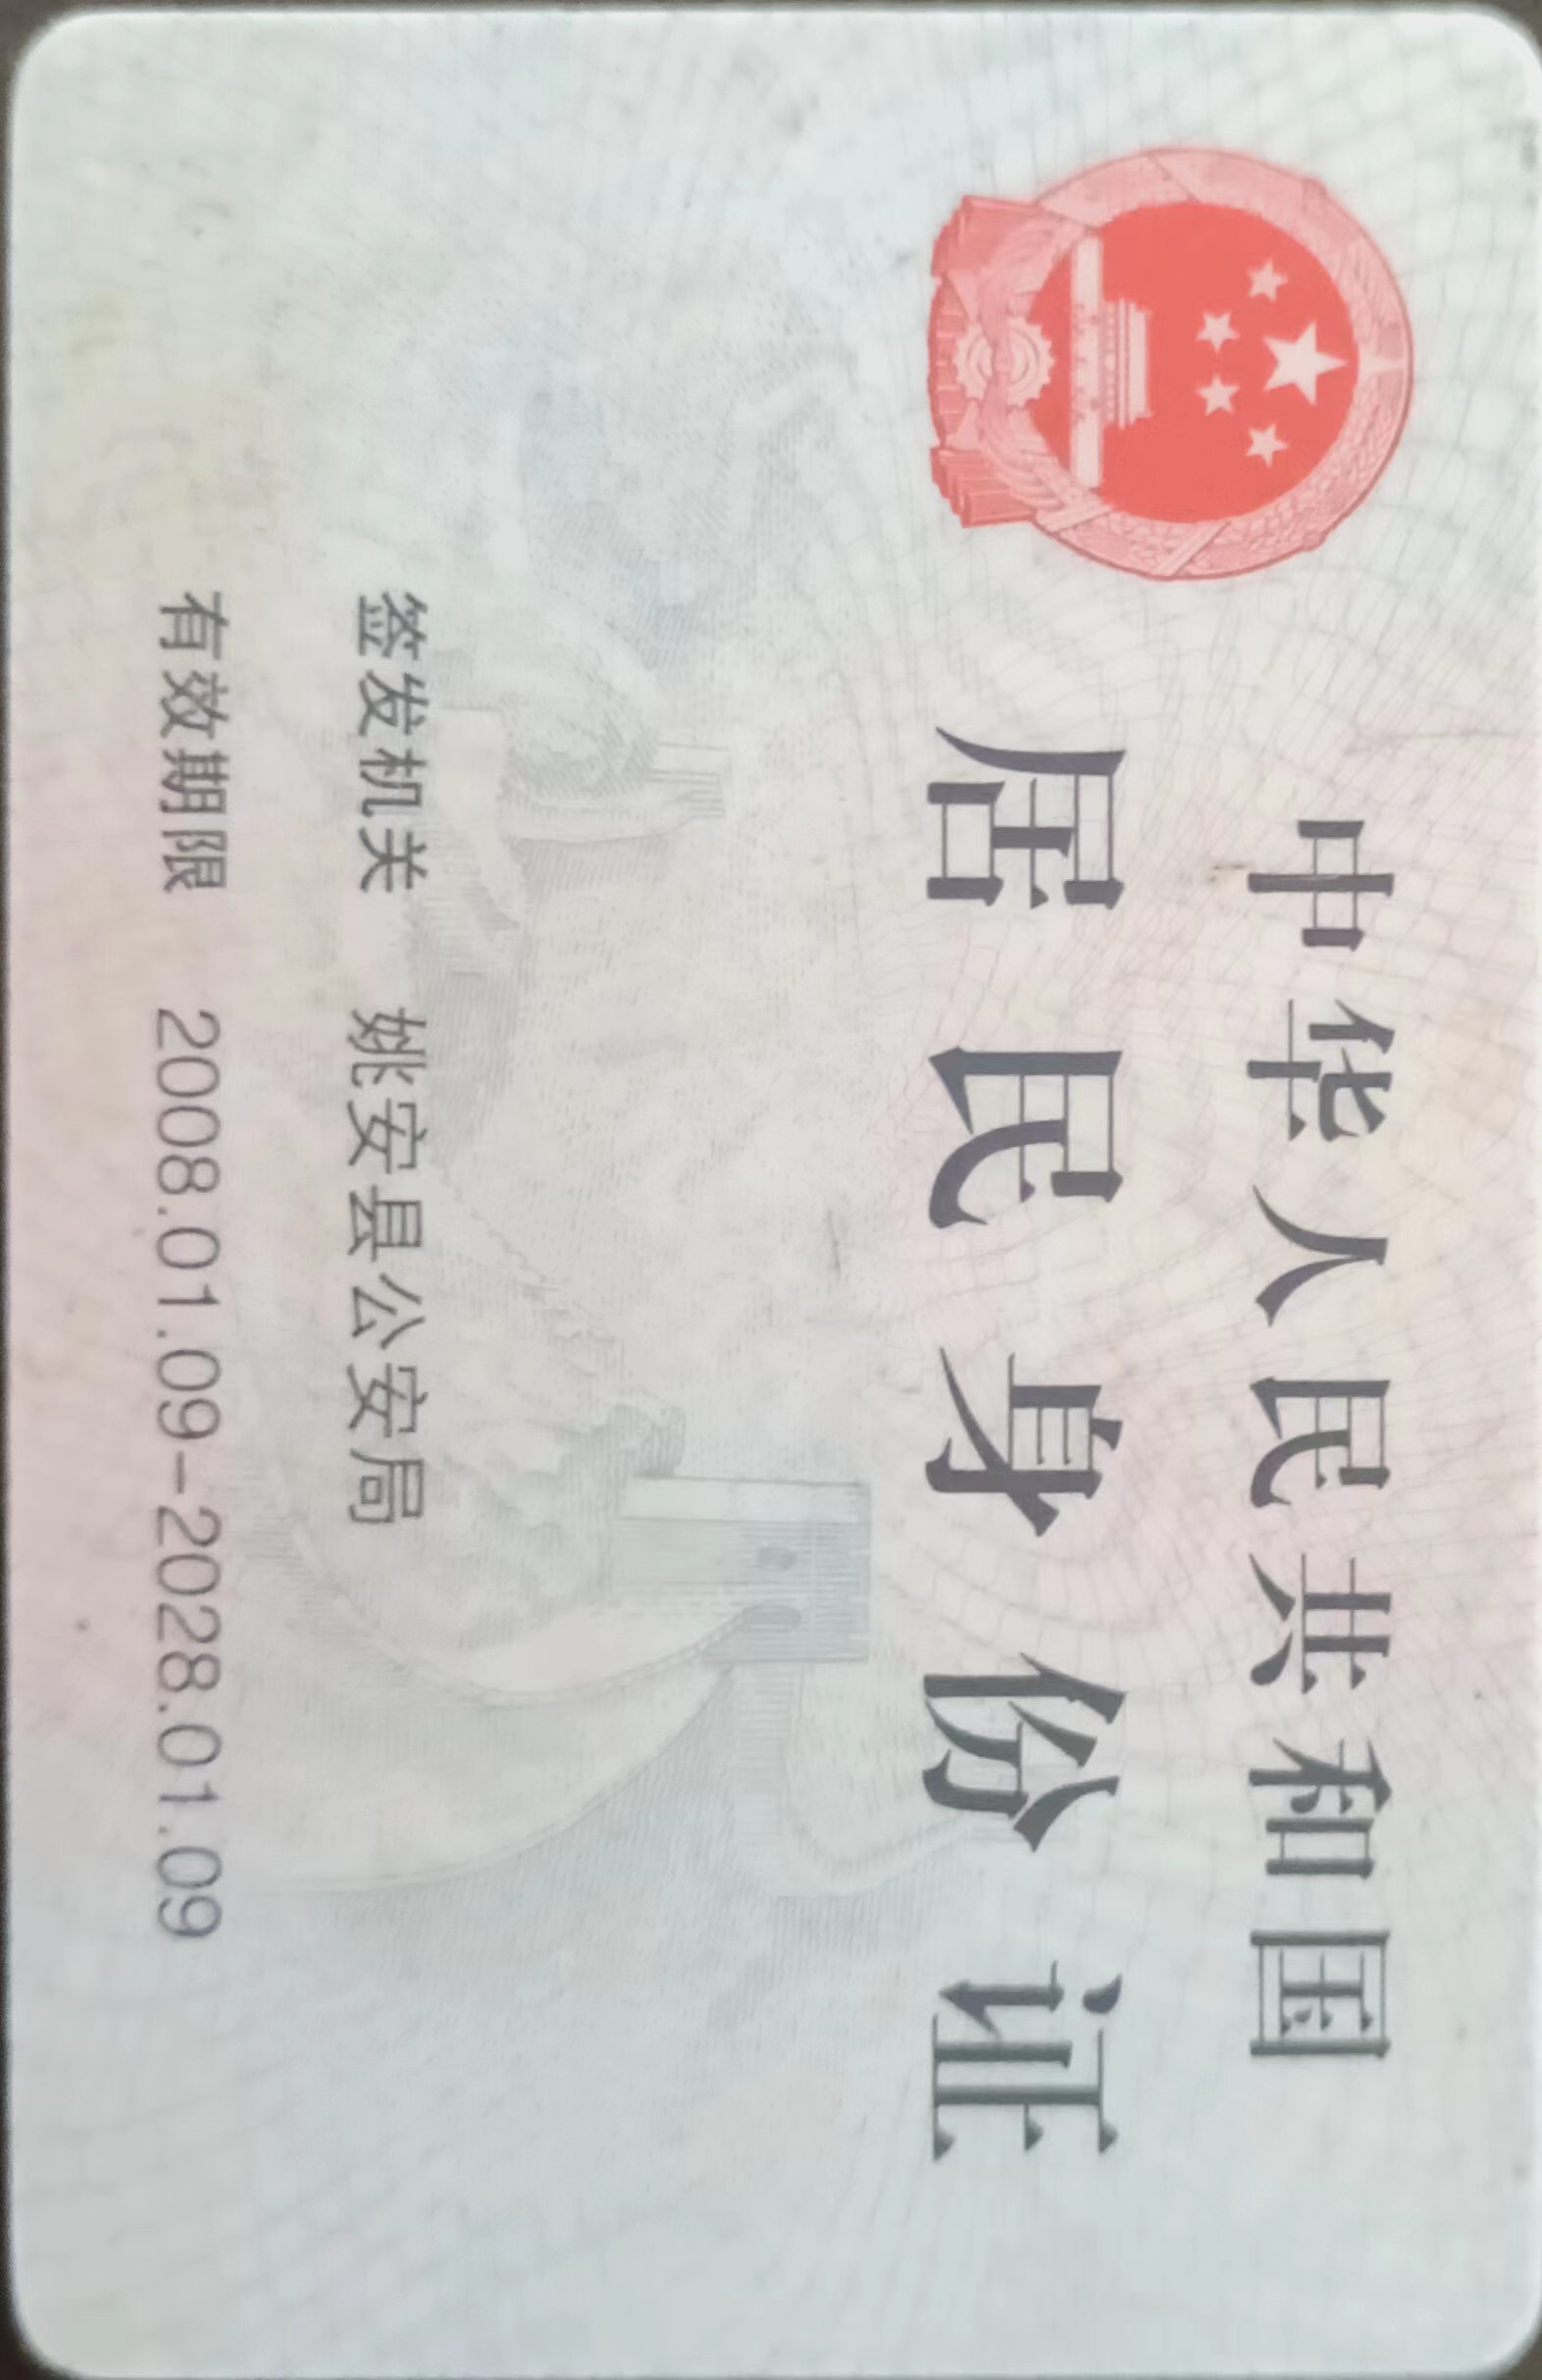 中华人民共和国
居民身份证
签发机关 姚安县公安局
有效期限 2008.01.09-2028.01.09